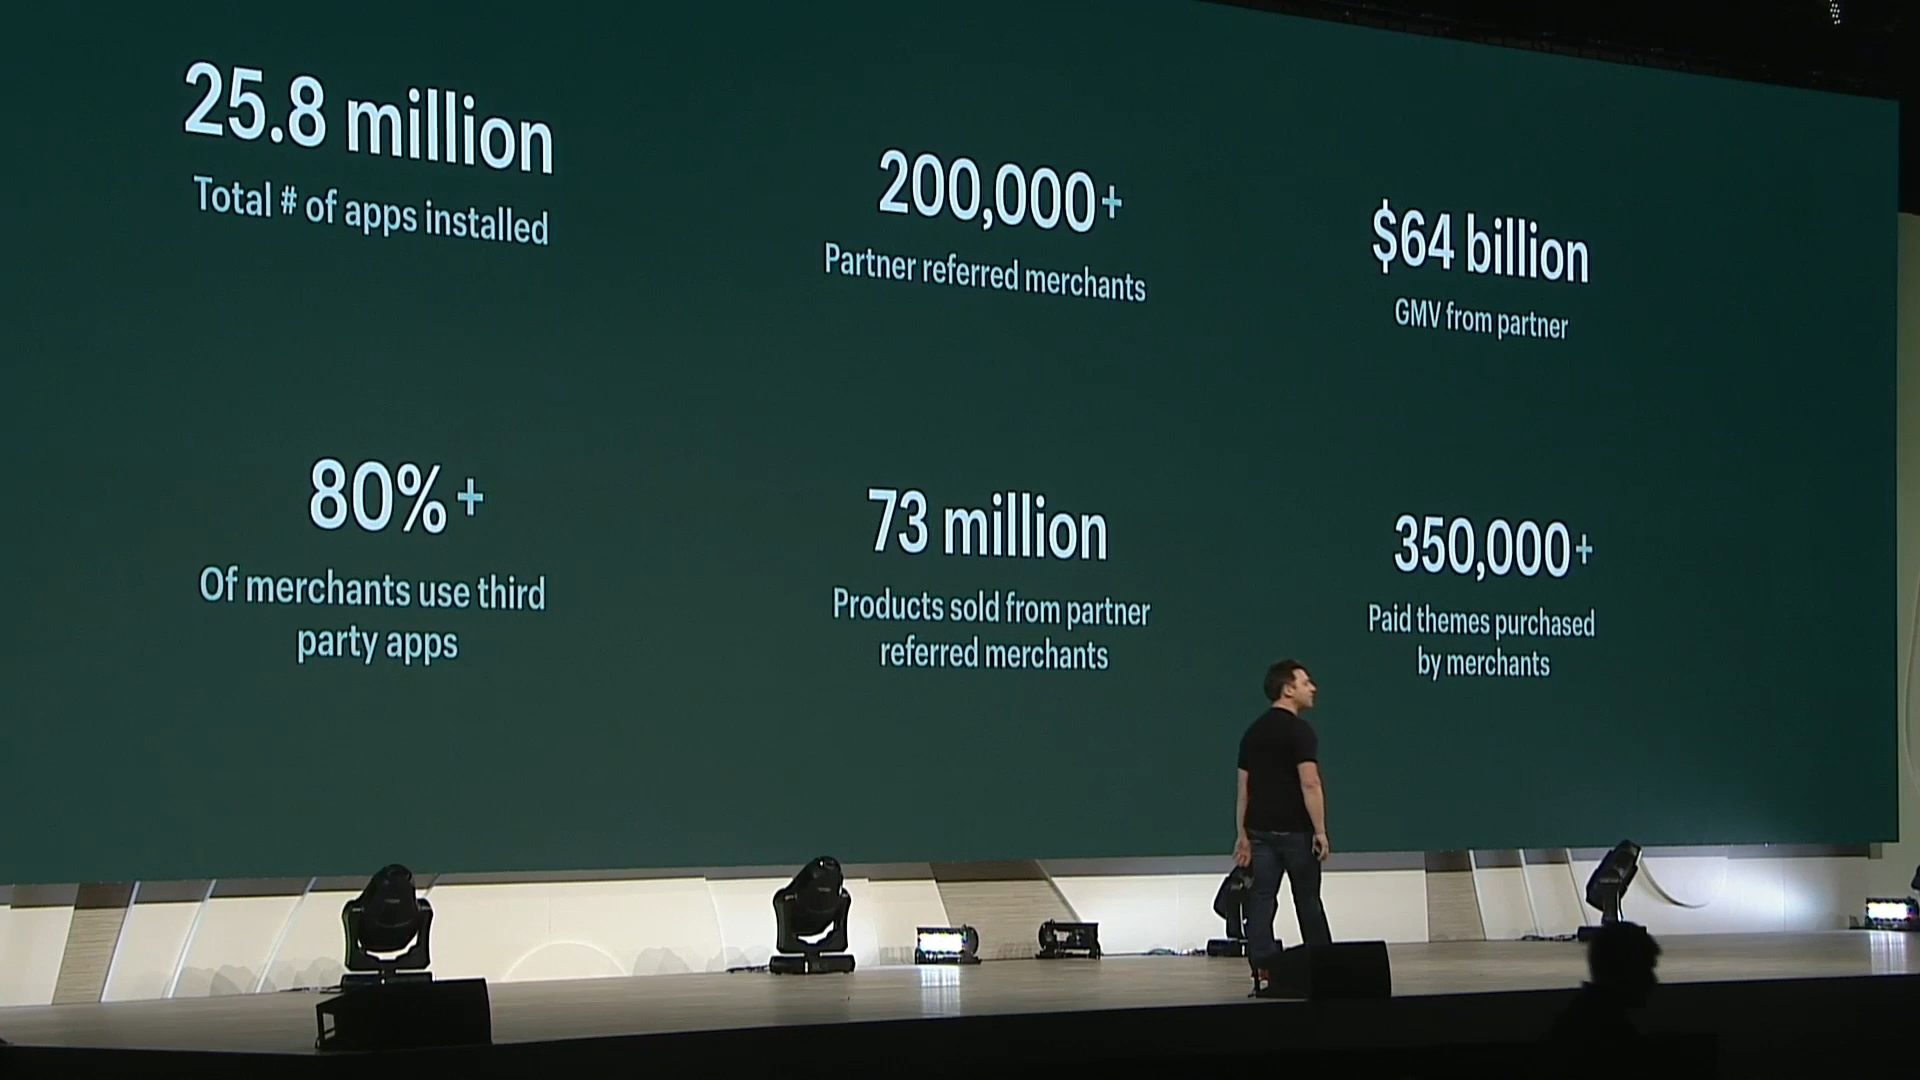 25.8 million
Total # of apps installed
200,000+
Partner referred merchants
$64 billion
GMV from partner
80%+
Of merchants use third
party apps
73 million
Products sold from partner
referred merchants
350,000+
Paid themes purchased
by merchants